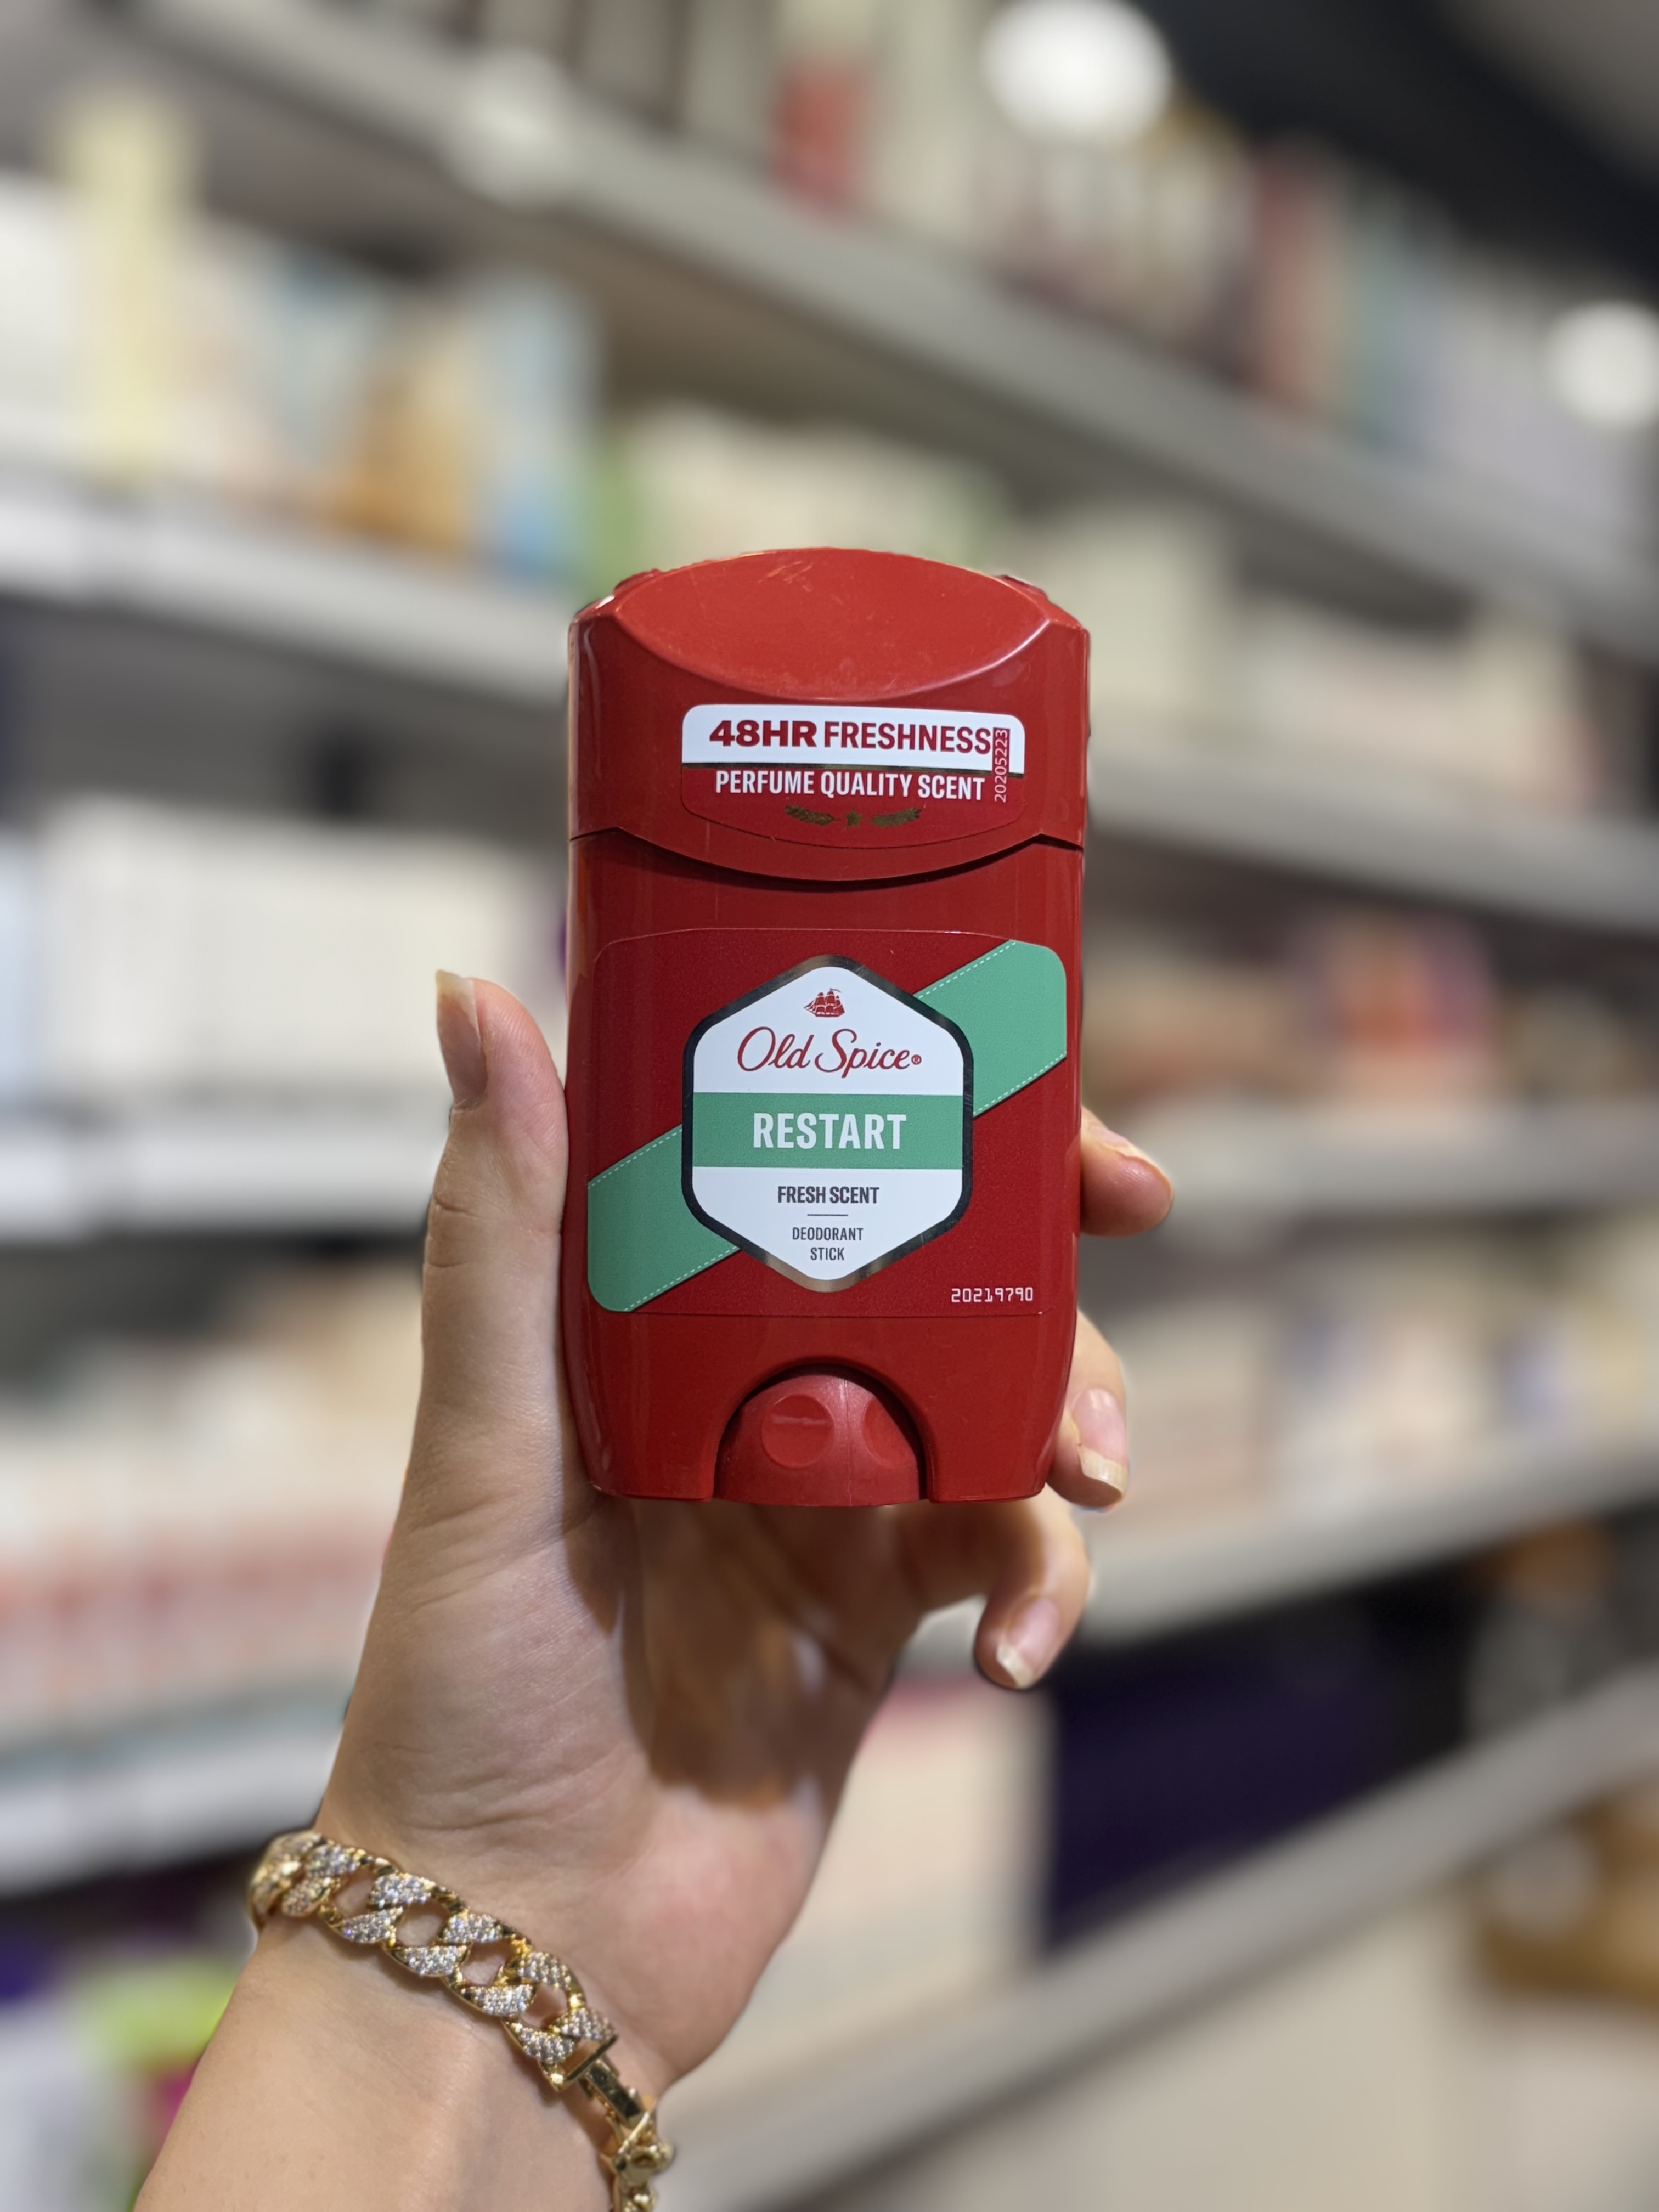 48HR FRESHNESS
20205223
PERFUME QUALITY SCENT
Old Spice®
RESTART
FRESH SCENT
DEODORANT
STICK
20219790